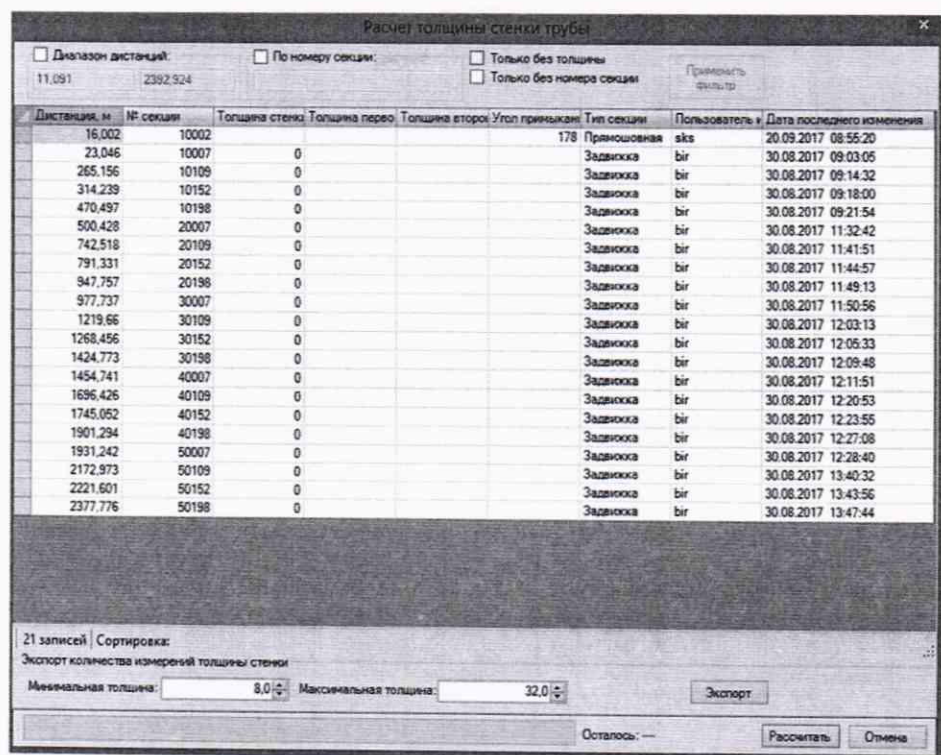 Расчет толщины стенки трубы
Диапазон дистанций: По номеру секции: Только без толщины
11,091 2392,924 Только без номера секции
Применить фильтр
Дистанция, м № секции Толщина стенкі Толщина перво Толщина второі Угол примыкані Тип секции Пользователь Дата последнего изменения
16,002 10002 178 Прямошовная sks 20.09.2017 08:55:20
23,046 10007 0 Задвижка bir 30.08.2017 09:03:05
265,156 10109 0 Задвижка bir 30.08.2017 09:14:32
314,239 10152 0 Задвижка bir 30.08.2017 09:18:00
470,497 10198 0 Задвижка bir 30.08.2017 09:21:54
500,428 20007 0 Задвижка bir 30.08.2017 11:32:42
742,518 20109 0 Задвижка bir 30.08.2017 11:41:51
791,331 20152 0 Задвижка bir 30.08.2017 11:44:57
947,757 20198 0 Задвижка bir 30.08.2017 11:49:13
977,737 30007 0 Задвижка bir 30.08.2017 11:50:56
1219,66 30109 0 Задвижка bir 30.08.2017 12:03:13
1268,456 30152 0 Задвижка bir 30.08.2017 12:05:33
1424,773 30198 0 Задвижка bir 30.08.2017 12:09:48
1454,741 40007 0 Задвижка bir 30.08.2017 12:11:51
1696,426 40109 0 Задвижка bir 30.08.2017 12:20:53
1745,052 40152 0 Задвижка bir 30.08.2017 12:23:55
1901,294 40198 0 Задвижка bir 30.08.2017 12:27:08
1931,242 50007 0 Задвижка bir 30.08.2017 12:28:40
2172,973 50109 0 Задвижка bir 30.08.2017 13:40:32
2221,601 50152 0 Задвижка bir 30.08.2017 13:43:56
2377,776 50198 0 Задвижка bir 30.08.2017 13:47:44
21 записей Сортировка:
Экспорт количества измерений толщины стенки
Минимальная толщина: 8,0 Максимальная толщина: 32,0 Экспорт
Осталось: --- Рассчитать Отмена